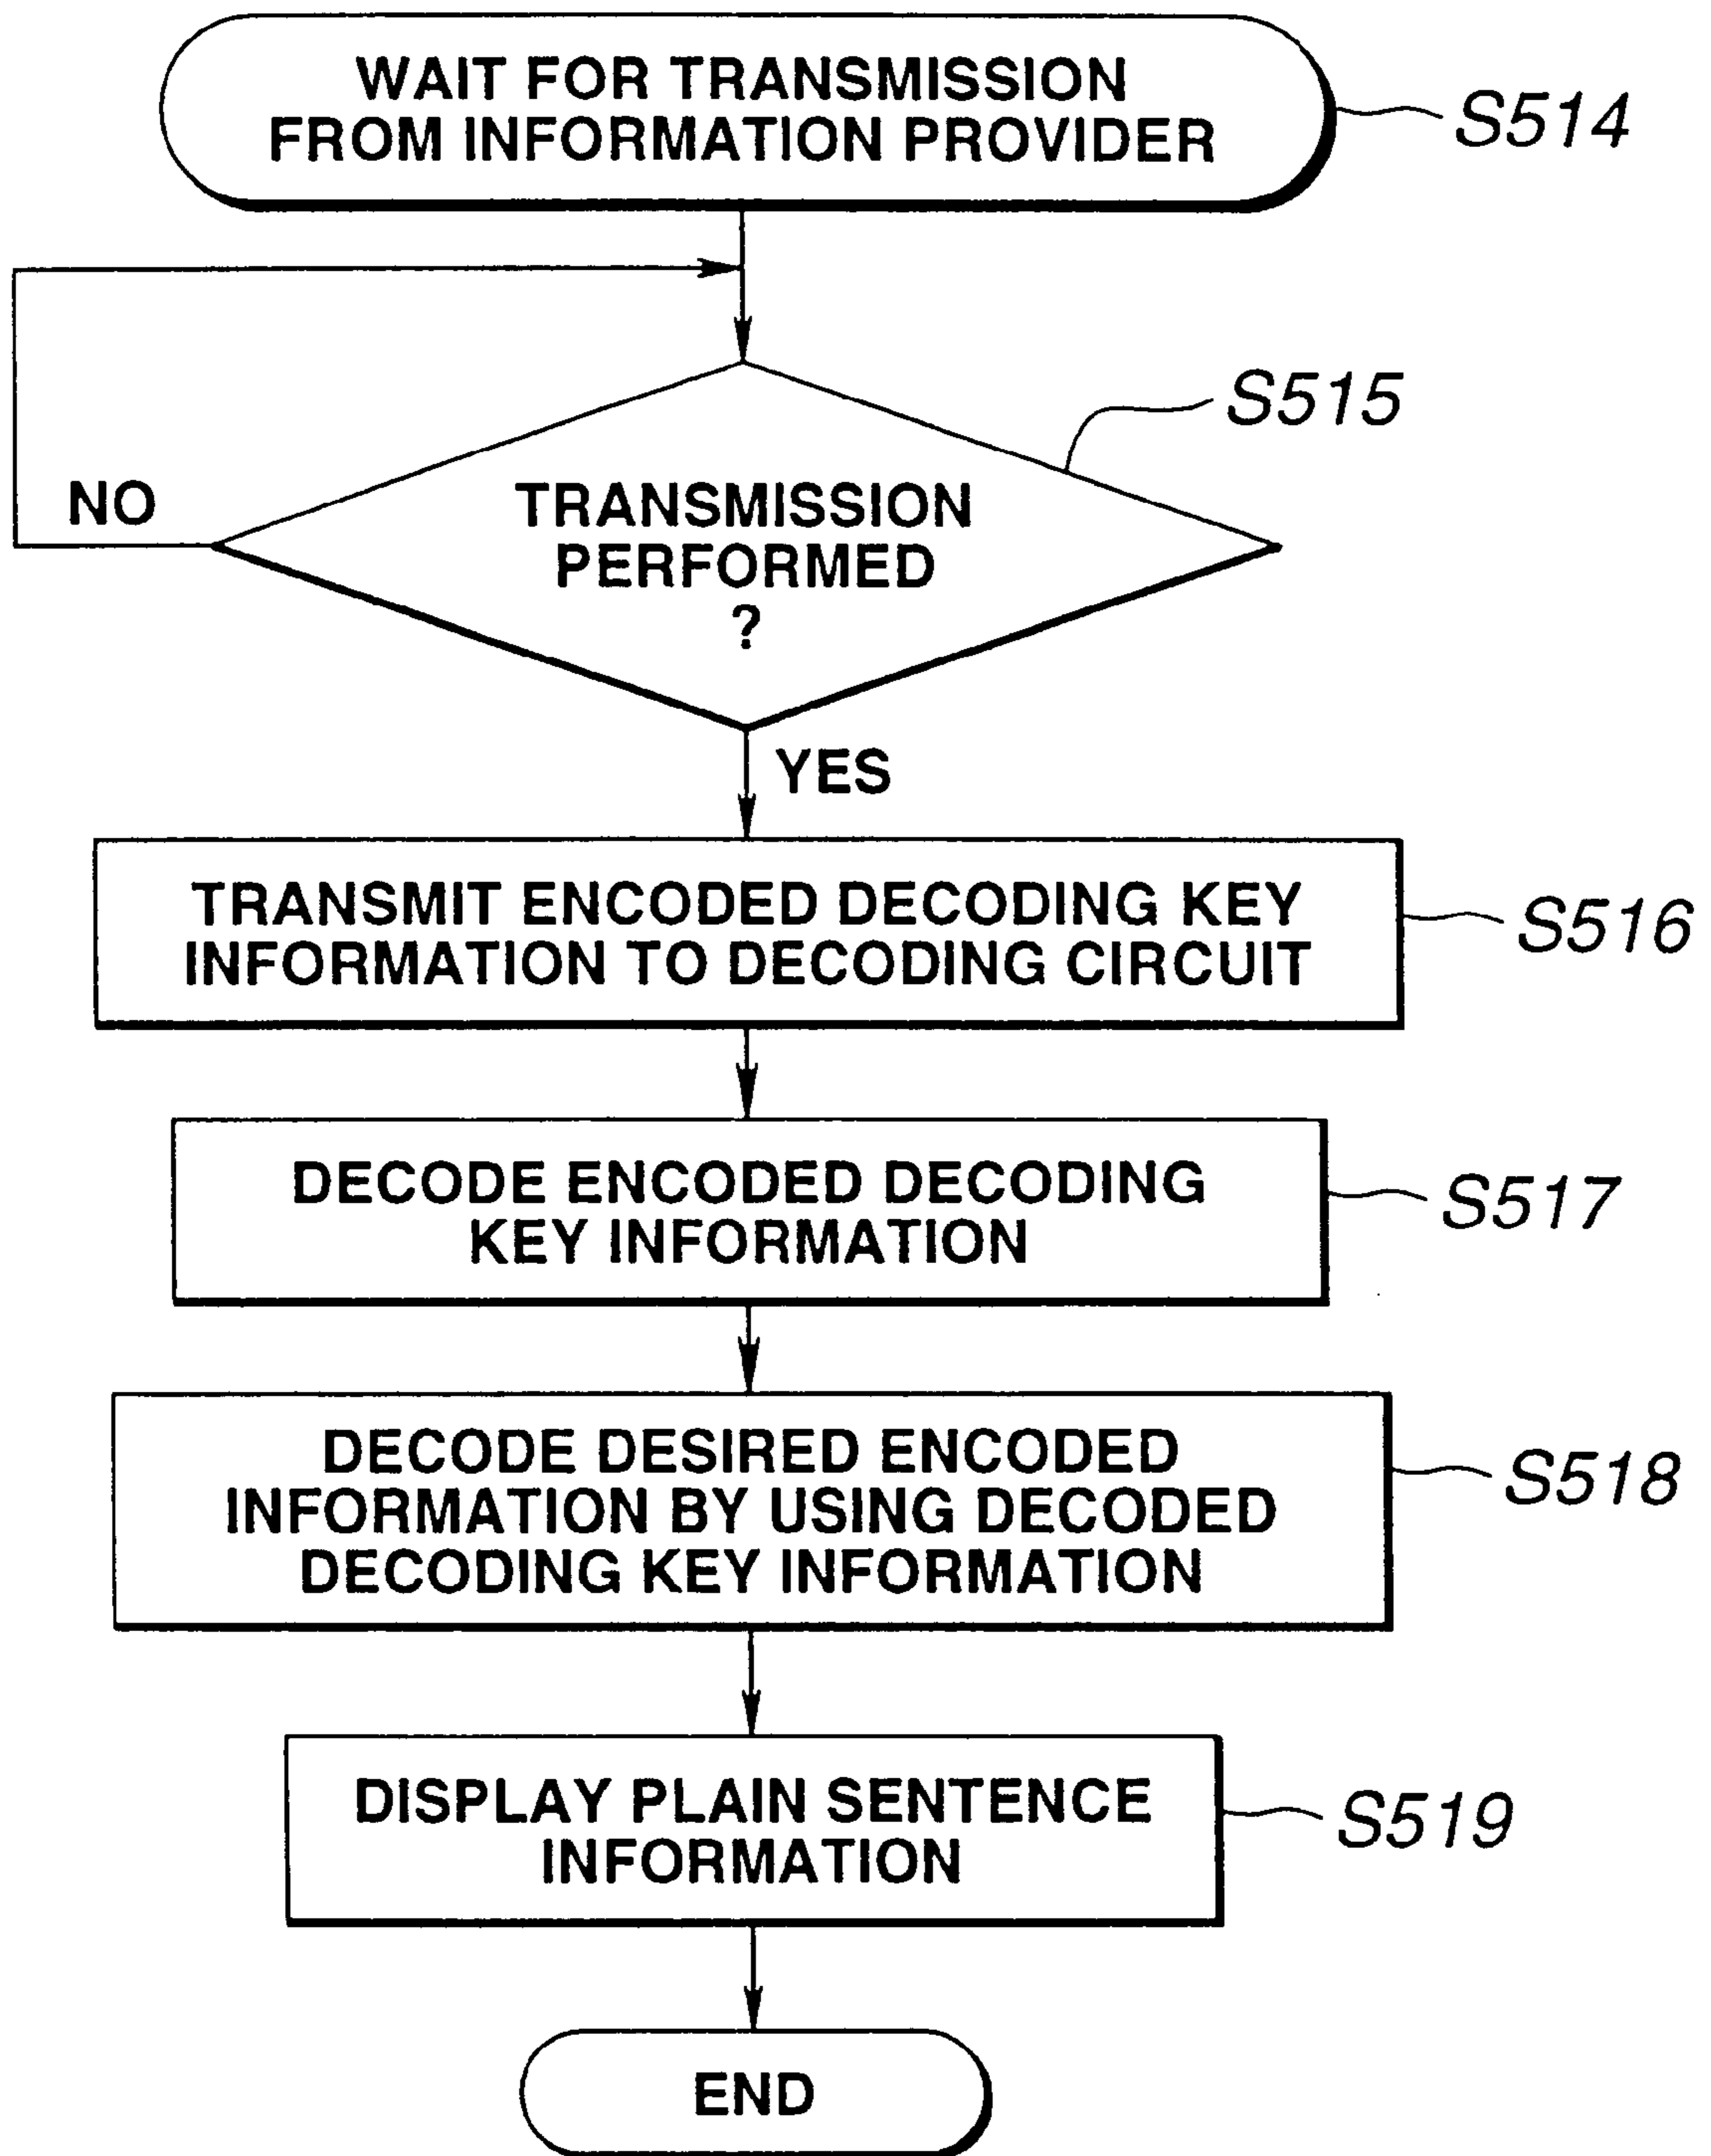 WAIT FOR TRANSMISSION
FROM INFORMATION PROVIDER
S514
S515
NO
TRANSMISSION
PERFORMED
?
YES
TRANSMIT ENCODED DECODING KEY
INFORMATION TO DECODING CIRCUIT
S516
DECODE ENCODED DECODING
KEY INFORMATION
S517
DECODE DESIRED ENCODED
INFORMATION BY USING DECODED
DECODING KEY INFORMATION
S518
DISPLAY PLAIN SENTENCE
INFORMATION
S519
END